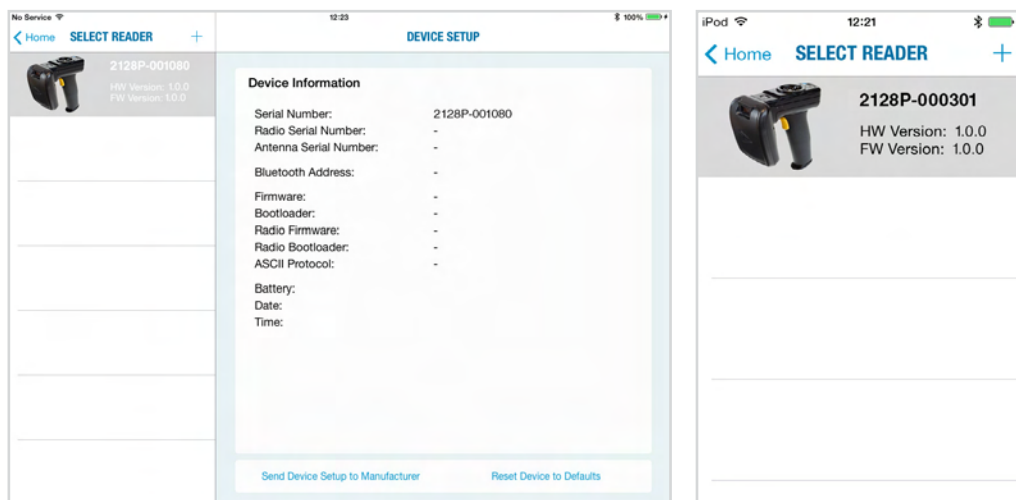 No Service 12:23 100%
Home SELECT READER + DEVICE SETUP
2128P-001080
HW Version: 1.0.0
FW Version: 1.0.0
Device Information
Serial Number: 2128P-001080
Radio Serial Number: -
Antenna Serial Number: -
Bluetooth Address: -
Firmware: -
Bootloader: -
Radio Firmware: -
Radio Bootloader: -
ASCII Protocol: -
Battery:
Date:
Time:
Send Device Setup to Manufacturer Reset Device to Defaults
iPod 12:21
Home SELECT READER +
2128P-000301
HW Version: 1.0.0
FW Version: 1.0.0